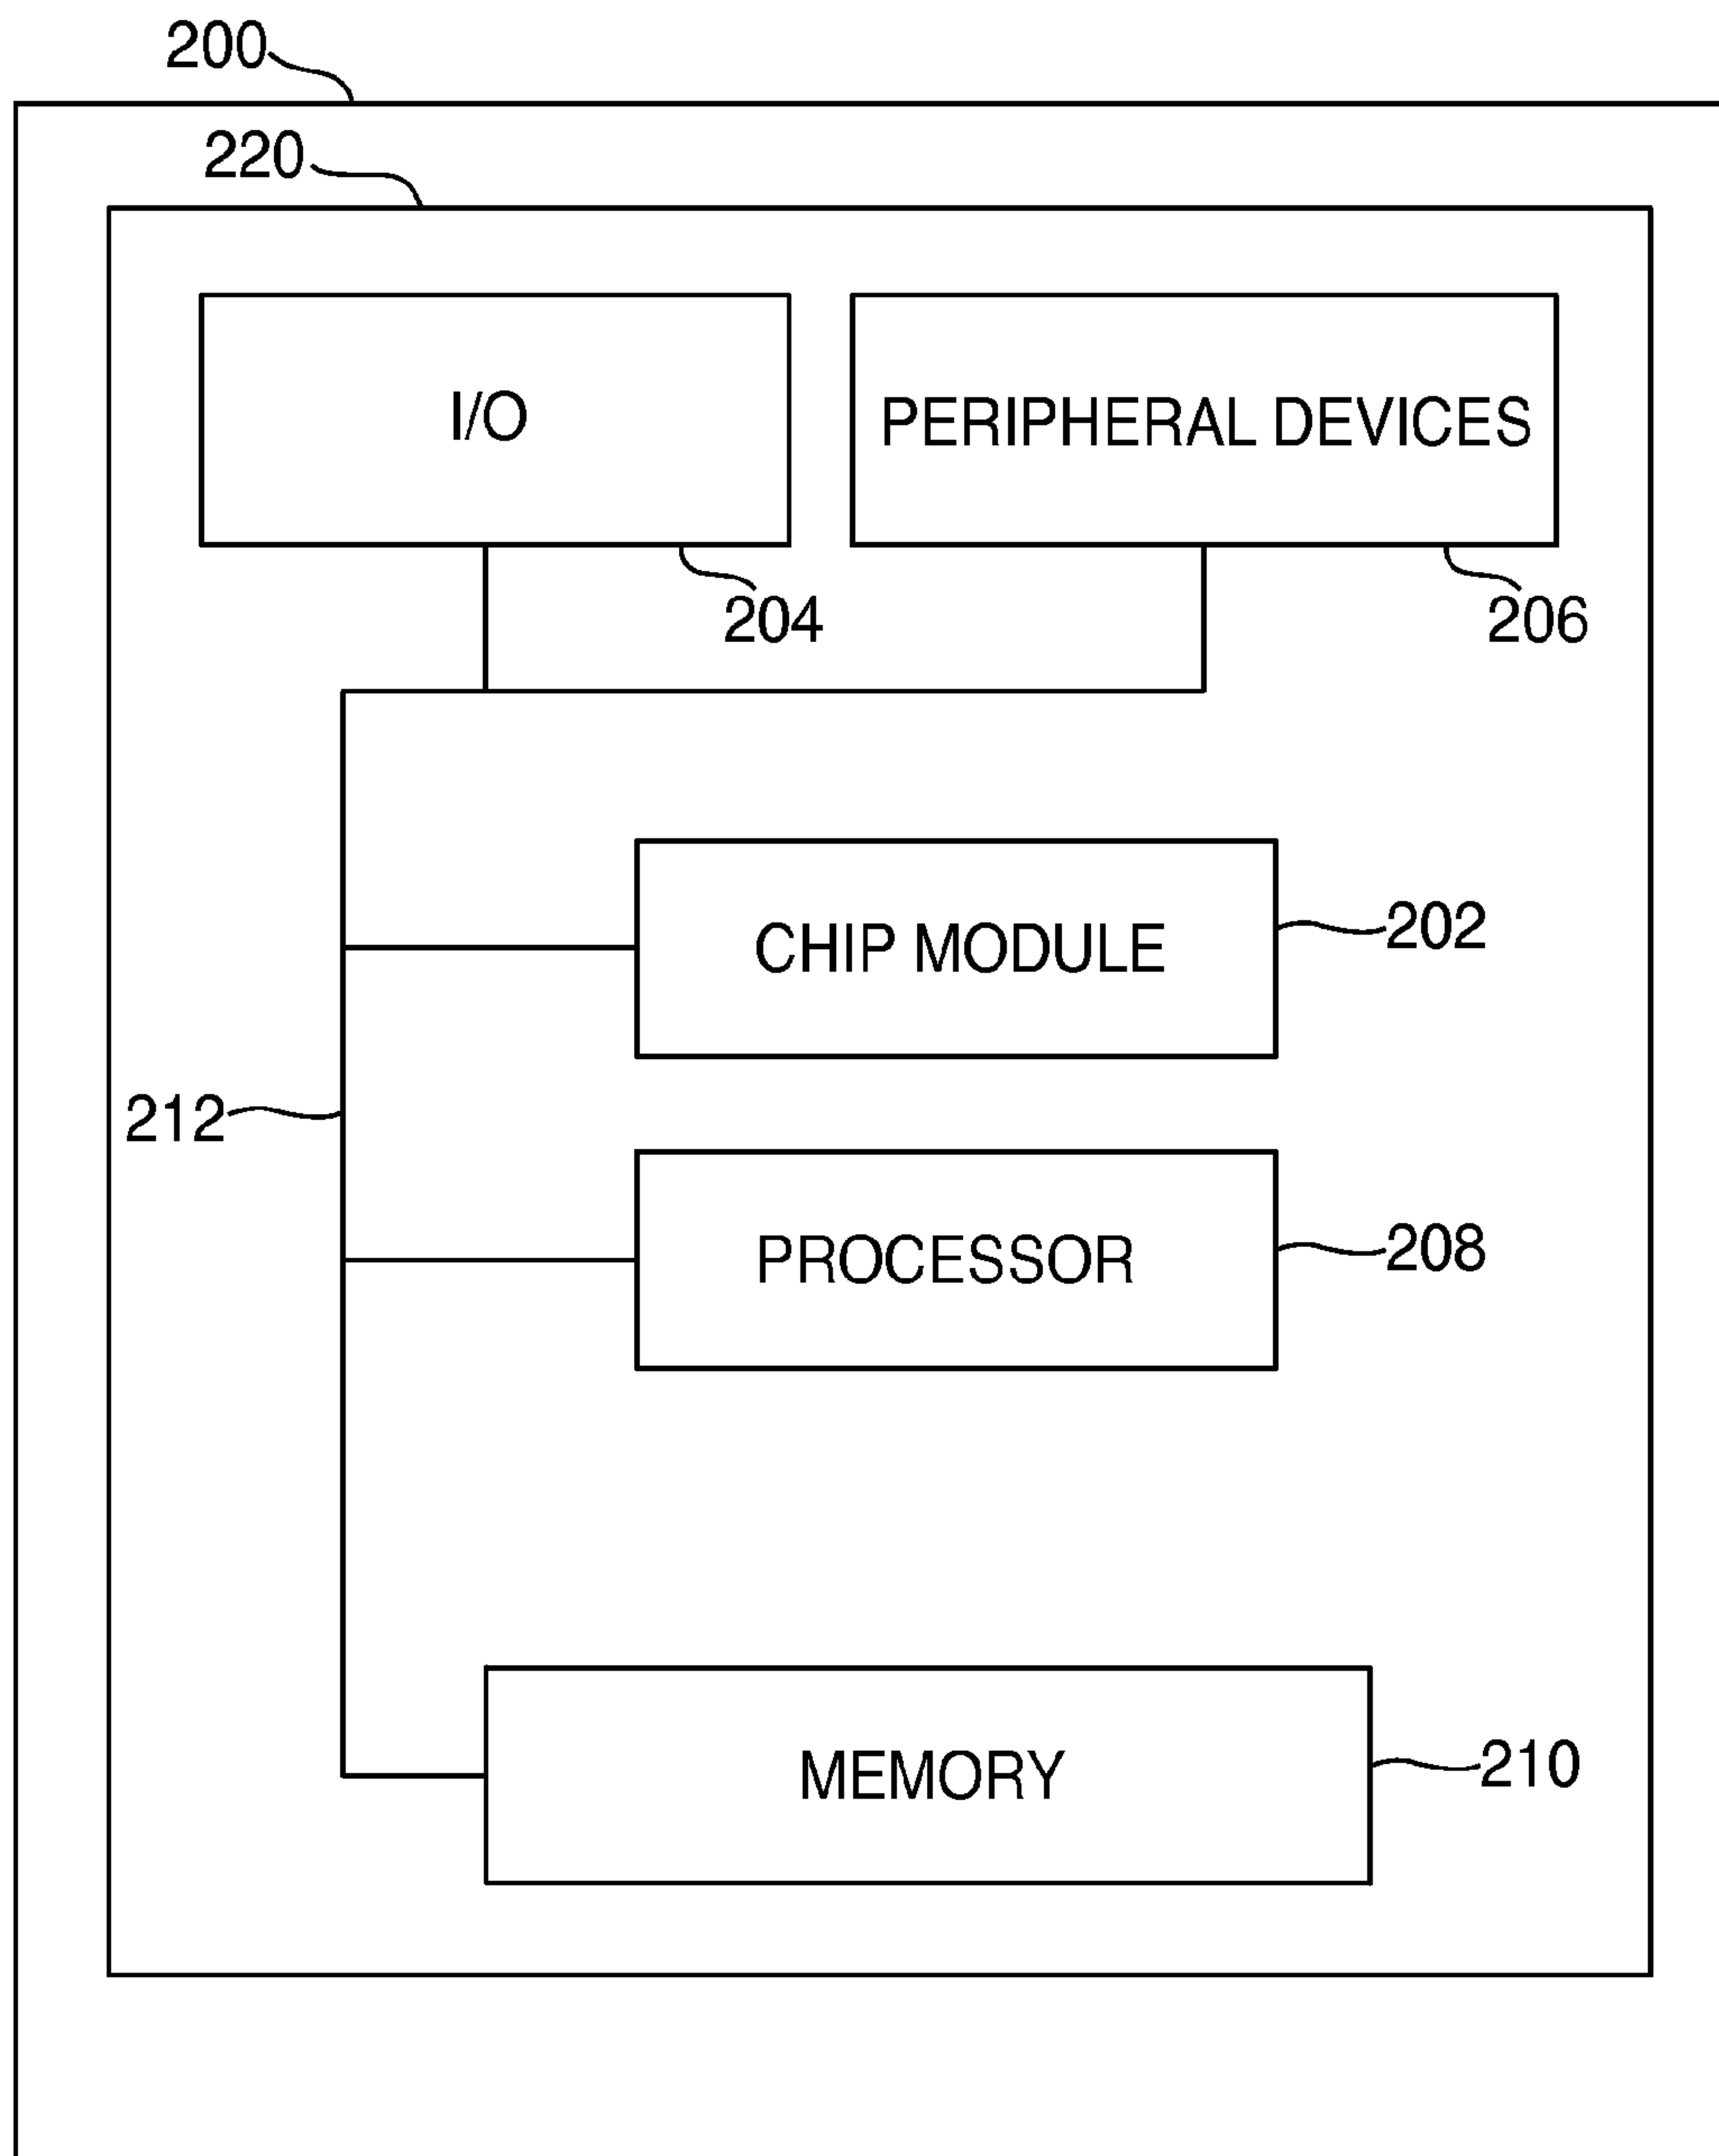 200
220
I/O
PERIPHERAL DEVICES
204
206
CHIP MODULE
202
212
PROCESSOR
208
MEMORY
210